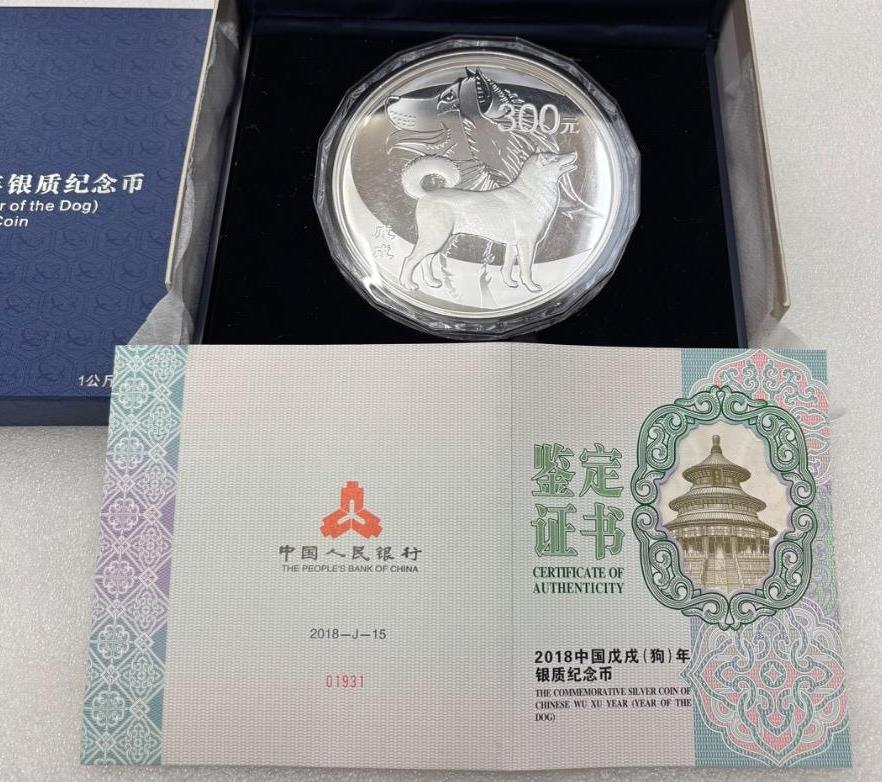 年银质纪念币
r of the Dog)
Coin
1公斤
300元
戊
戌
中国人民银行
THE PEOPLE'S BANK OF CHINA
2018-J-15
01931
鉴定
证书
CERTIFICATE OF
AUTHENTICITY
2018中国戊戌(狗)年
银质纪念币
THE COMMEMORATIVE SILVER COIN OF
CHINESE WU XU YEAR (YEAR OF THE
DOG)